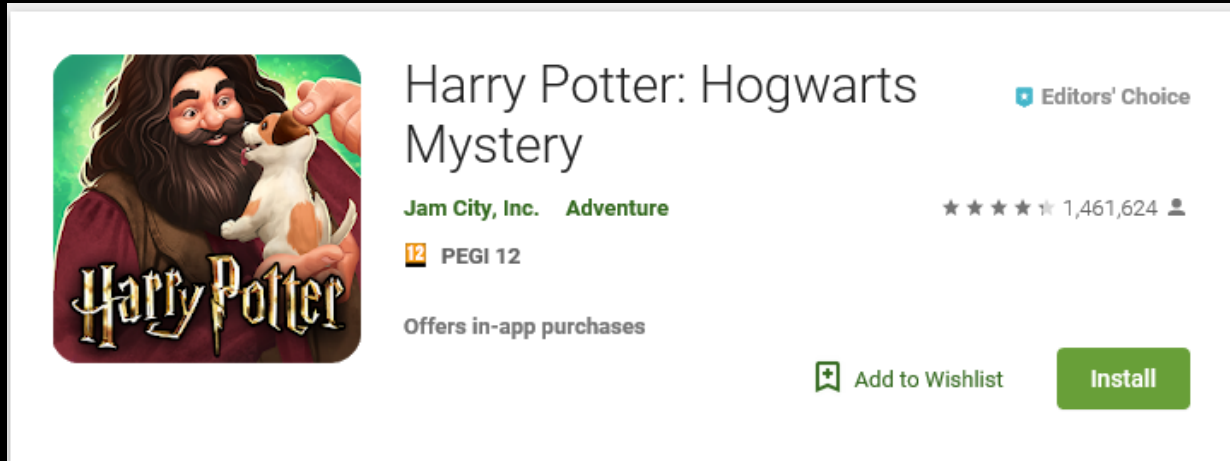 Harry Potter: Hogwarts
Mystery
Editors' Choice
Jam City, Inc. Adventure
1,461,624
12 PEGI 12
Offers in-app purchases
Harry Potter
Add to Wishlist
Install